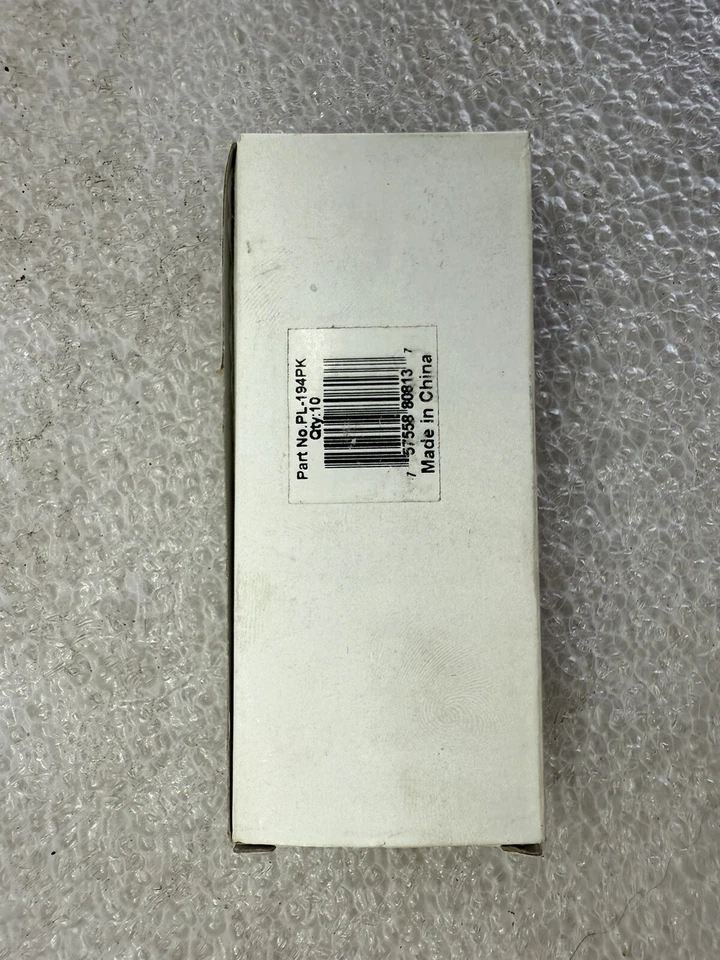 Part No.PL-194PK
Qty:10
7 57558 80813 7
Made in China